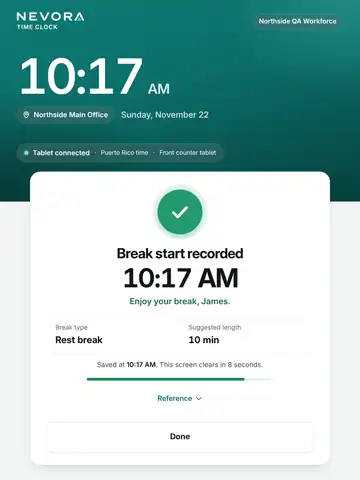 NEVORA
TIME CLOCK
Northside QA Workforce
10:17 AM
Northside Main Office
Sunday, November 22
Tablet connected · Puerto Rico time · Front counter tablet
Break start recorded
10:17 AM
Enjoy your break, James.
Break type
Rest break
Suggested length
10 min
Saved at 10:17 AM. This screen clears in 8 seconds.
Reference
Done